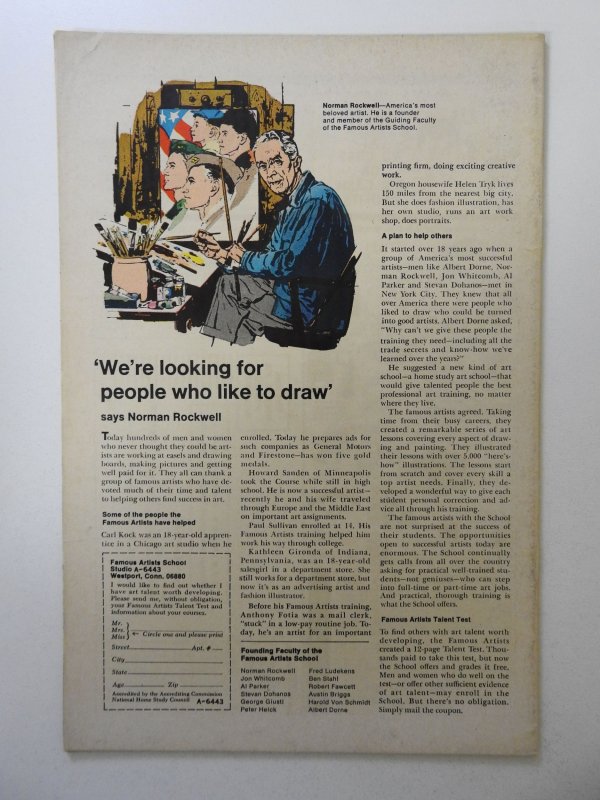 Norman Rockwell—America's most
beloved artist. He is a founder
and member of the Guiding Faculty
of the Famous Artists School.
'We're looking for
people who like to draw'
says Norman Rockwell
Today hundreds of men and women
who never thought they could be art-
ists are working at easels and drawing
boards, making pictures and getting
well paid for it. They all can thank a
group of famous artists who have de-
voted much of their time and talent
to helping others find success in art.
Some of the people the
Famous Artists have helped
Carl Kock was an 18-year-old appren-
tice in a Chicago art studio when he
Famous Artists School
Studio A-6443
Westport, Conn. 06880
I would like to find out whether I
have art talent worth developing.
Please send me, without obligation,
your Famous Artists Talent Test and
information about your courses.
Mr.
Mrs.
Miss
Circle one and please print
Street Apt. #
City
State
Age Zip
Accredited by the Accrediting Commission
National Home Study Council A-6443
enrolled. Today he prepares ads for
such companies as General Motors
and Firestone—has won five gold
medals.
Howard Sanden of Minneapolis
took the Course while still in high
school. He is now a successful artist—
recently he and his wife traveled
through Europe and the Middle East
on important art assignments.
Paul Sullivan enrolled at 14. His
Famous Artists training helped him
work his way through college.
Kathleen Gironda of Indiana,
Pennsylvania, was an 18-year-old
salesgirl in a department store. She
still works for a department store, but
now it's as an advertising artist and
fashion illustrator.
Before his Famous Artists training,
Anthony Fotia was a mail clerk,
"stuck" in a low-pay routine job. To-
day, he's an artist for an important
Founding Faculty of the
Famous Artists School
Norman Rockwell
Jon Whitcomb
Al Parker
Stevan Dohanos
George Giusti
Peter Helck
Fred Ludekens
Ben Stahl
Robert Fawcett
Austin Briggs
Harold Von Schmidt
Albert Dorne
printing firm, doing exciting creative
work.
Oregon housewife Helen Tryk lives
150 miles from the nearest big city.
But she does fashion illustration, has
her own studio, runs an art work
shop, does portraits.
A plan to help others
It started over 18 years ago when a
group of America's most successful
artists—men like Albert Dorne, Nor-
man Rockwell, Jon Whitcomb, Al
Parker and Stevan Dohanos—met in
New York City. They knew that all
over America there were people who
liked to draw who could be turned
into good artists. Albert Dorne asked,
"Why can't we give these people the
training they need—including all the
trade secrets and know-how we've
learned over the years?"
He suggested a new kind of art
school—a home study art school—that
would give talented people the best
professional art training, no matter
where they live.
The famous artists agreed. Taking
time from their busy careers, they
created a remarkable series of art
lessons covering every aspect of draw-
ing and painting. They illustrated
their lessons with over 5,000 "here's-
how" illustrations. The lessons start
from scratch and cover every skill a
top artist needs. Finally, they de-
veloped a wonderful way to give each
student personal correction and ad-
vice all through his training.
The famous artists with the School
are not surprised at the success of
their students. The opportunities
open to successful artists today are
enormous. The School continually
gets calls from all over the country
asking for practical well-trained stu-
dents—not geniuses—who can step
into full-time or part-time art jobs.
And practical, thorough training is
what the School offers.
Famous Artists Talent Test
To find others with art talent worth
developing, the Famous Artists
created a 12-page Talent Test. Thou-
sands paid to take this test, but now
the School offers and grades it free.
Men and women who do well on the
test—or offer other sufficient evidence
of art talent—may enroll in the
School. But there's no obligation.
Simply mail the coupon.